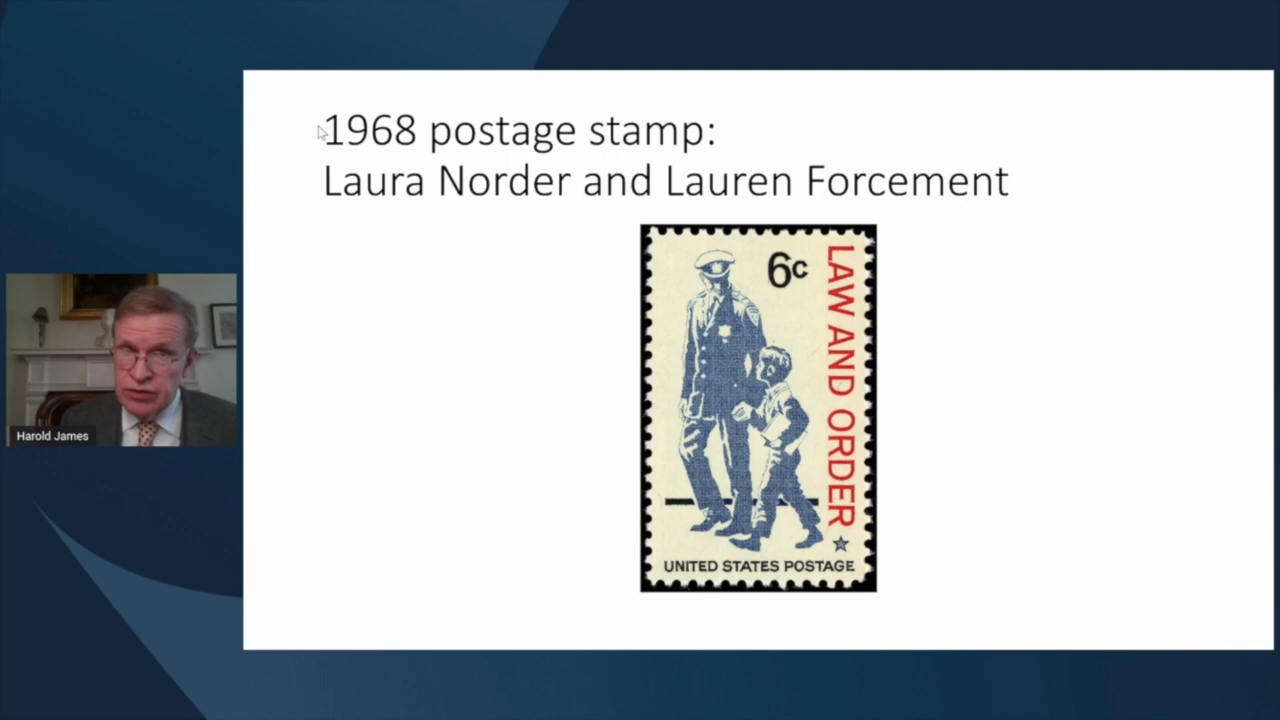 1968 postage stamp:
Laura Norder and Lauren Forcement
6c
LAW AND ORDER
UNITED STATES POSTAGE
Harold James